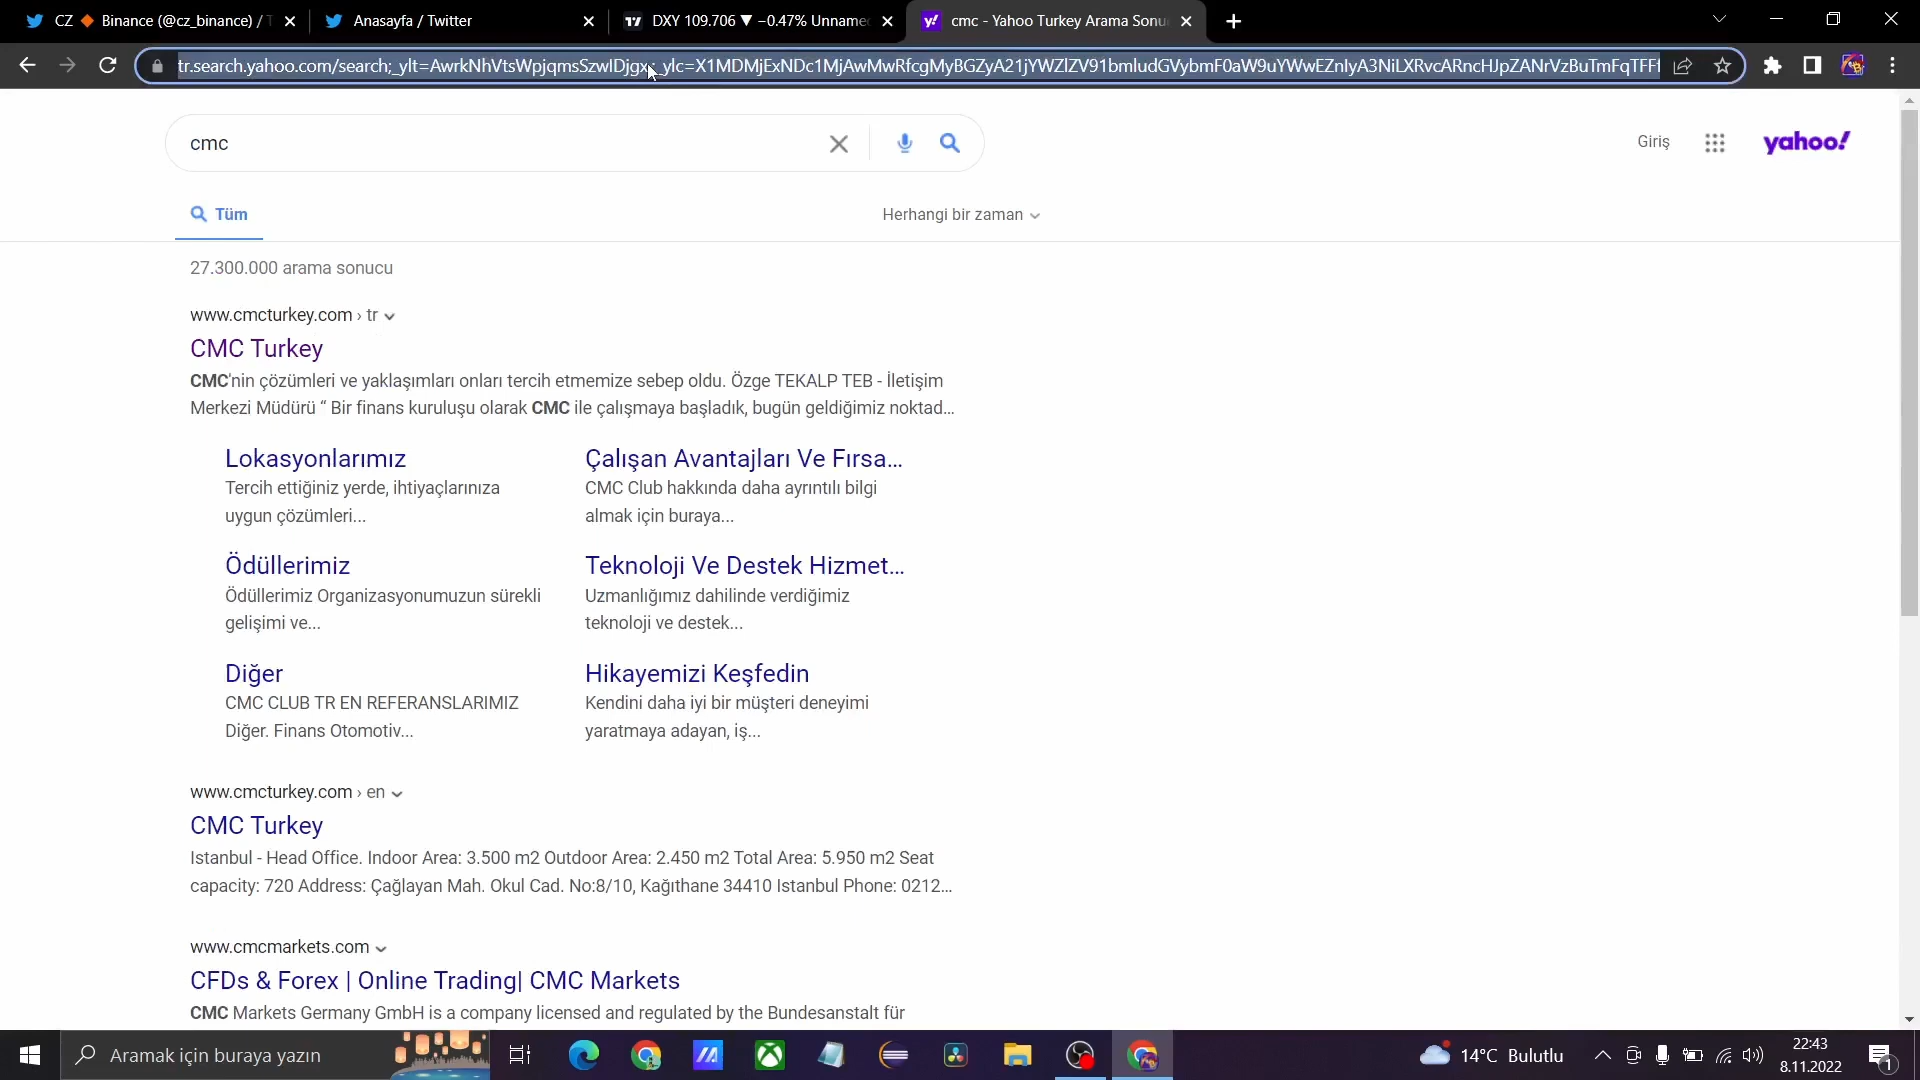 CZ 🔶 Binance (@cz_binance) / T
Anasayfa / Twitter
DXY 109.706 ▼ −0.47% Unname
cmc - Yahoo Turkey Arama Sonu
cmc
Giriş
yahoo!
Tüm
Herhangi bir zaman
27.300.000 arama sonucu
www.cmcturkey.com › tr
CMC Turkey
CMC'nin çözümleri ve yaklaşımları onları tercih etmemize sebep oldu. Özge TEKALP TEB - İletişim
Merkezi Müdürü “ Bir finans kuruluşu olarak CMC ile çalışmaya başladık, bugün geldiğimiz noktad...
Lokasyonlarımız
Tercih ettiğiniz yerde, ihtiyaçlarınıza
uygun çözümleri...
Çalışan Avantajları Ve Fırsa...
CMC Club hakkında daha ayrıntılı bilgi
almak için buraya...
Ödüllerimiz
Ödüllerimiz Organizasyonumuzun sürekli
gelişimi ve...
Teknoloji Ve Destek Hizmet...
Uzmanlığımız dahilinde verdiğimiz
teknoloji ve destek...
Diğer
CMC CLUB TR EN REFERANSLARIMIZ
Diğer. Finans Otomotiv...
Hikayemizi Keşfedin
Kendini daha iyi bir müşteri deneyimi
yaratmaya adayan, iş...
www.cmcturkey.com › en
CMC Turkey
Istanbul - Head Office. Indoor Area: 3.500 m2 Outdoor Area: 2.450 m2 Total Area: 5.950 m2 Seat
capacity: 720 Address: Çağlayan Mah. Okul Cad. No:8/10, Kağıthane 34410 Istanbul Phone: 0212...
www.cmcmarkets.com
CFDs & Forex | Online Trading| CMC Markets
CMC Markets Germany GmbH is a company licensed and regulated by the Bundesanstalt für
Aramak için buraya yazın
14°C Bulutlu
22:43
8.11.2022
1